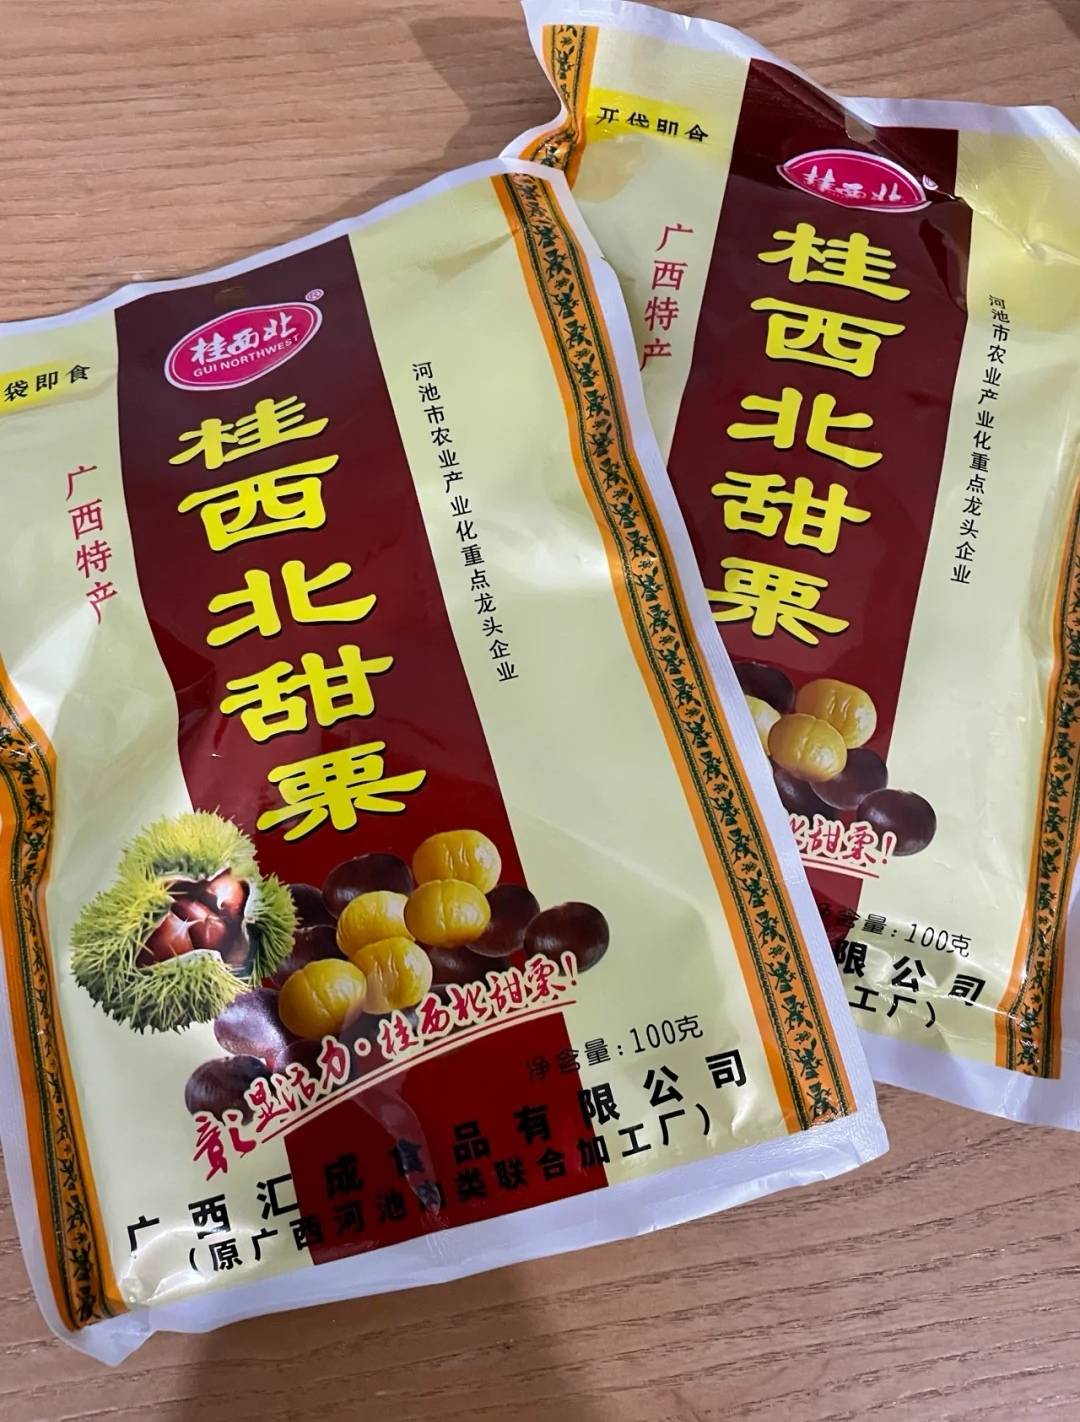 袋即食
桂西北®
GUI NORTHWEST
桂西北甜栗
广西特产
河池市农业产业化重点龙头企业
彰显活力·桂西北甜栗!
净含量:100克
广西汇成食品有限公司
(原广西河池肉类联合加工厂)
开袋即食
桂西北
桂西北甜栗
广西特产
河池市农业产业化重点龙头企业
北甜栗!
净含量:100克
限公司
工厂)